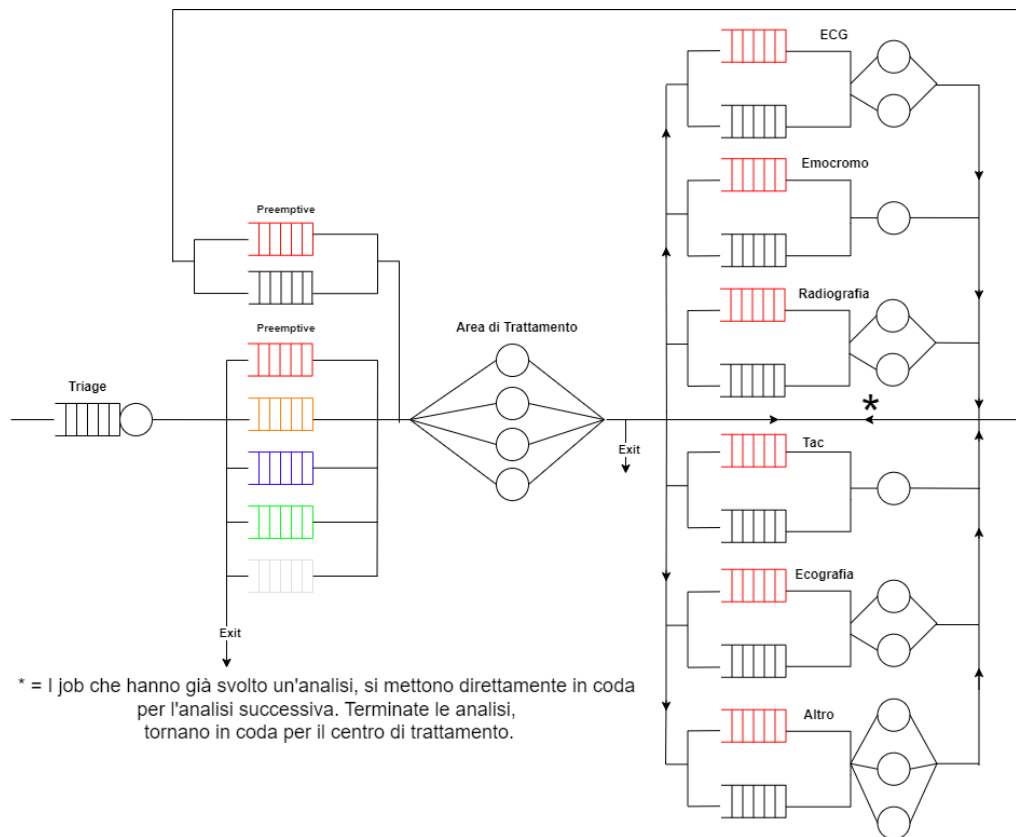 ECG
Emocromo
Preemptive
Radiografia
Preemptive
Area di Trattamento
Triage
*
Exit
Tac
Ecografia
Exit
* = I job che hanno già svolto un'analisi, si mettono direttamente in coda
per l'analisi successiva. Terminate le analisi,
tornano in coda per il centro di trattamento.
Altro